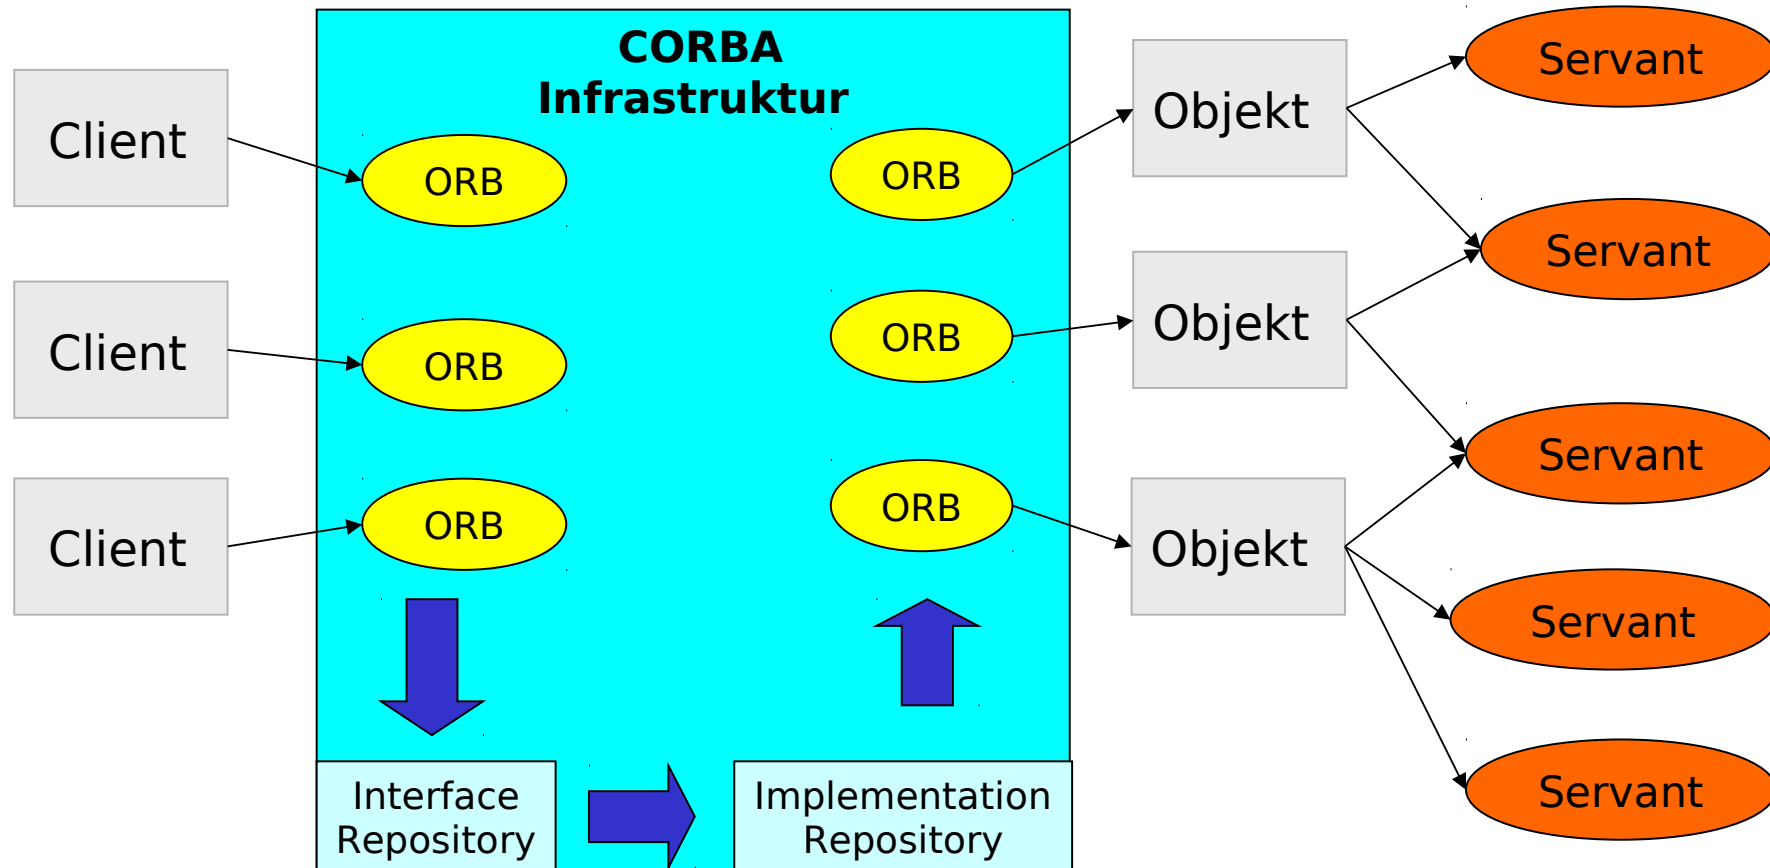 CORBA
Infrastruktur
Client
Client
Client
ORB
ORB
ORB
ORB
ORB
ORB
Interface
Repository
Implementation
Repository
Objekt
Objekt
Objekt
Servant
Servant
Servant
Servant
Servant